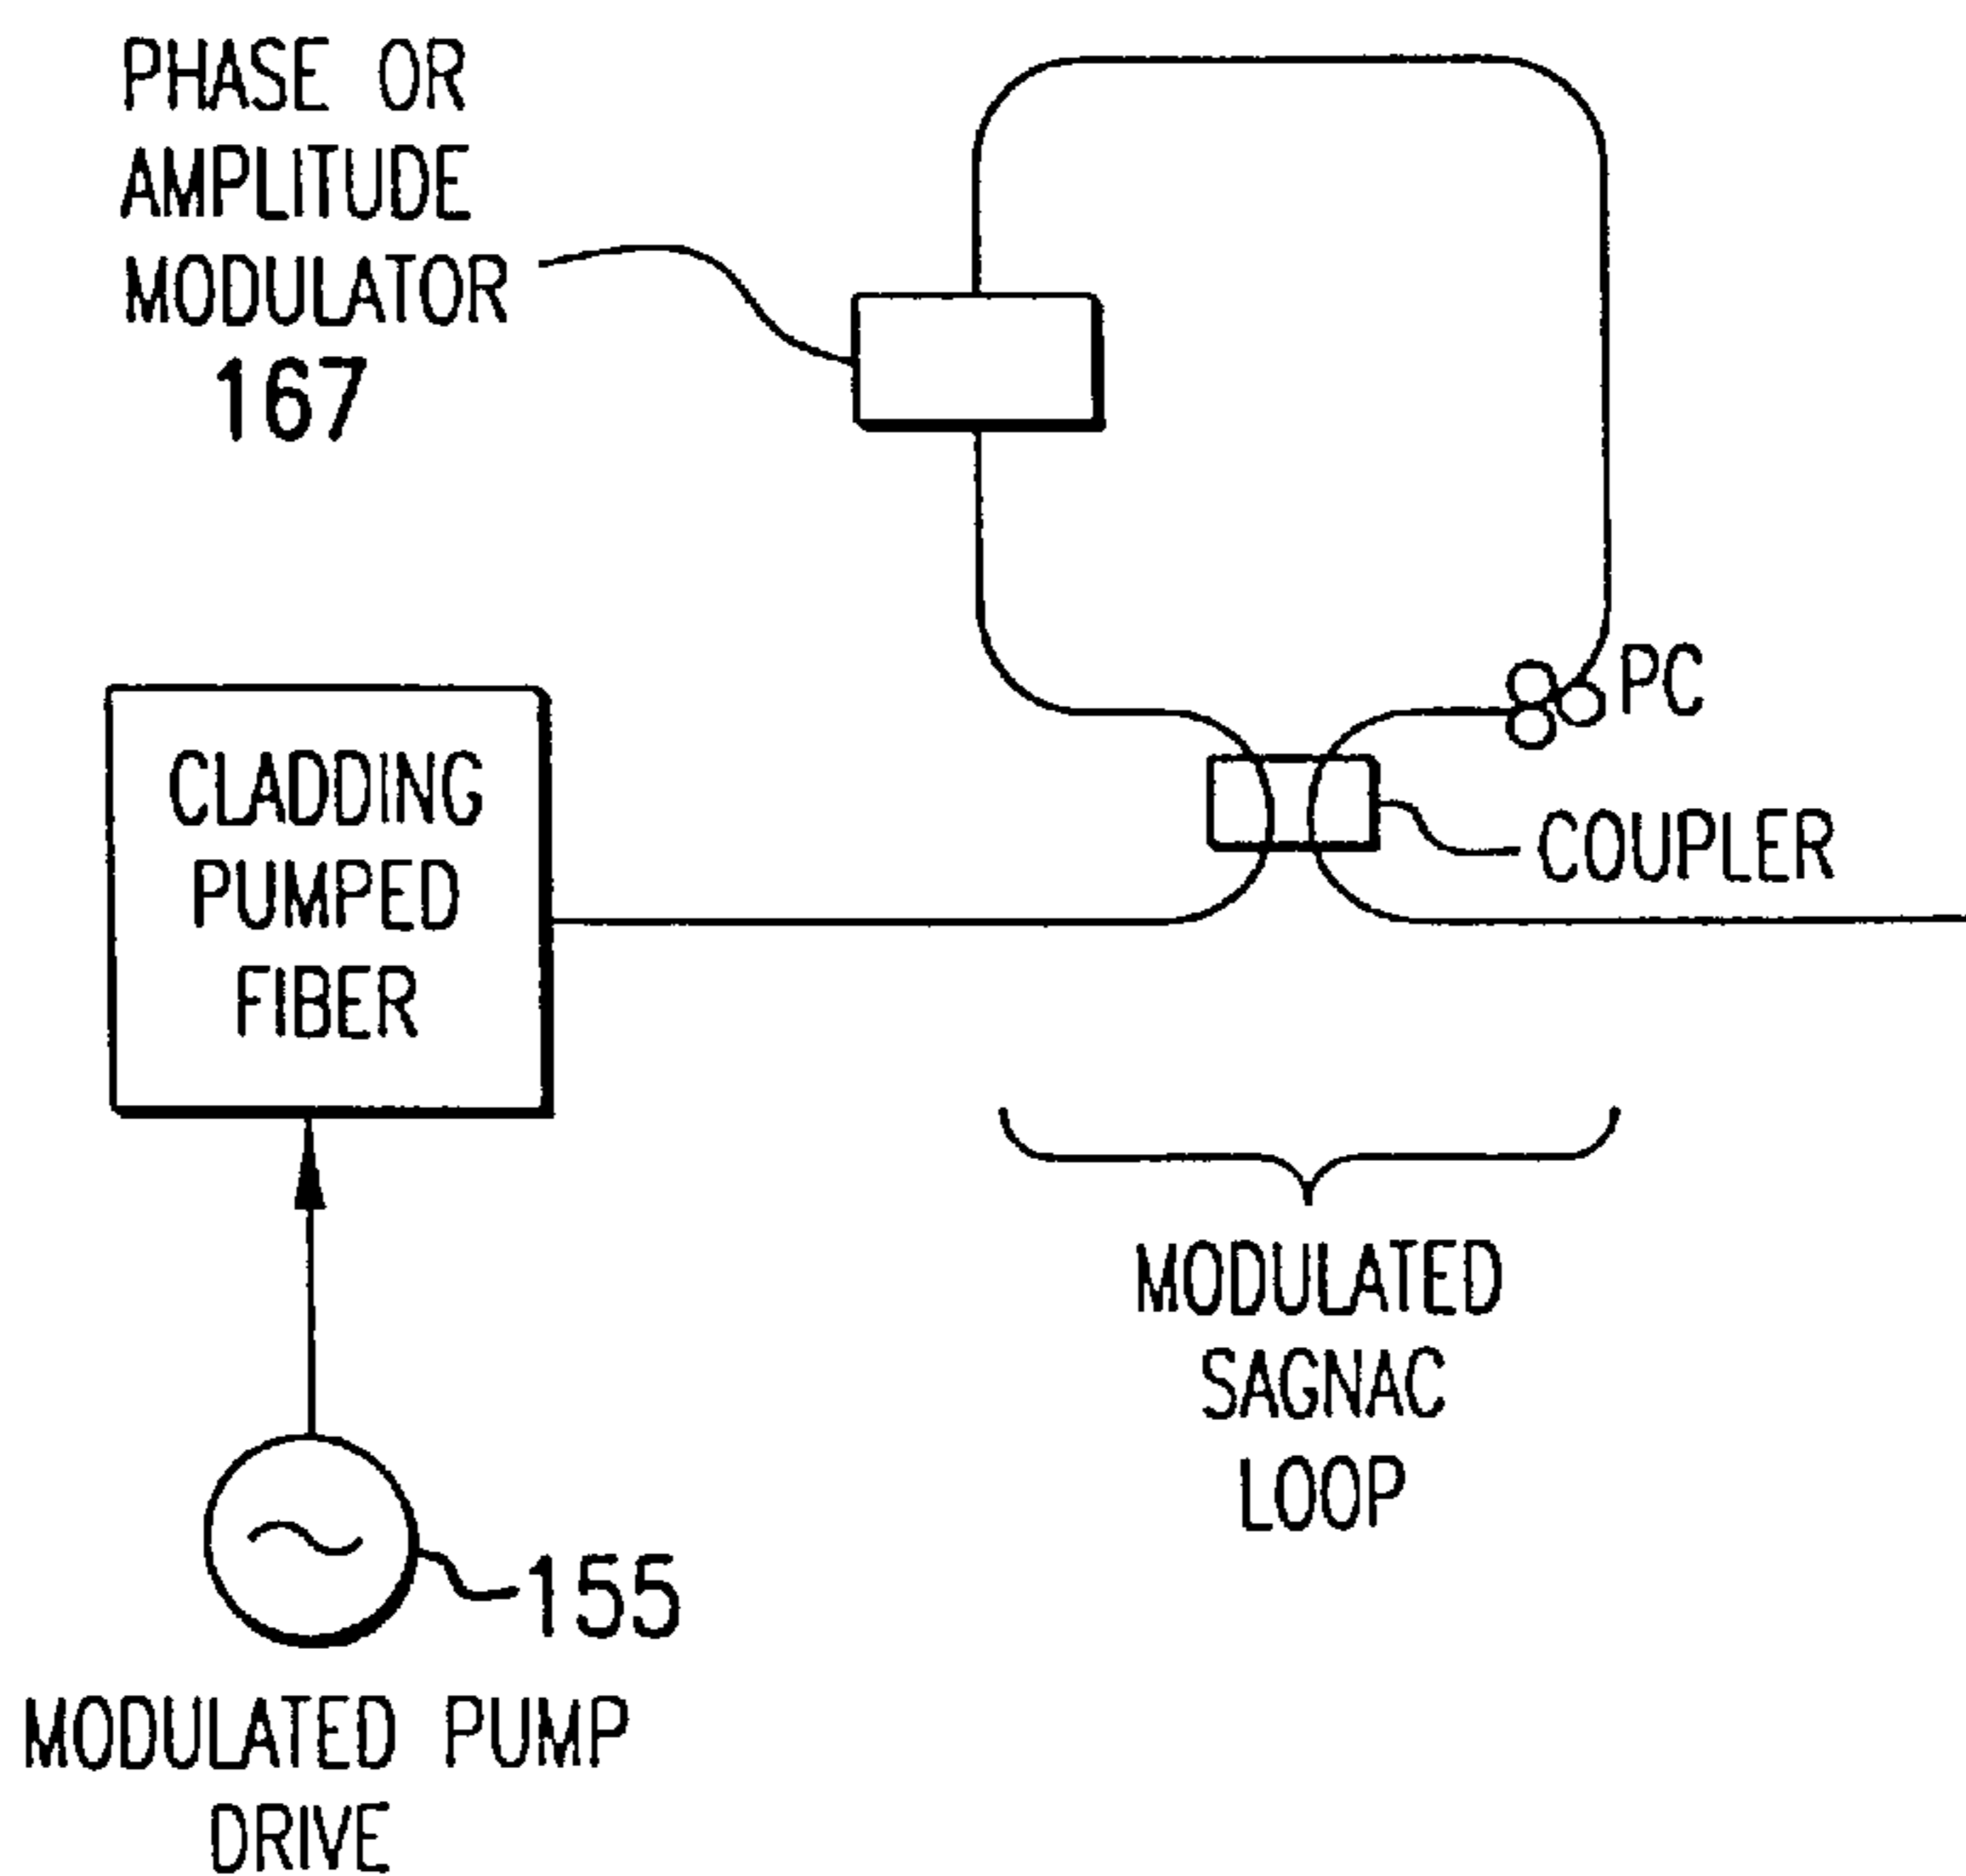 PHASE OR
AMPLITUDE
MODULATOR
167
PC
CLADDING
PUMPED
FIBER
COUPLER
MODULATED
SAGNAC
LOOP
155
MODULATED PUMP
DRIVE